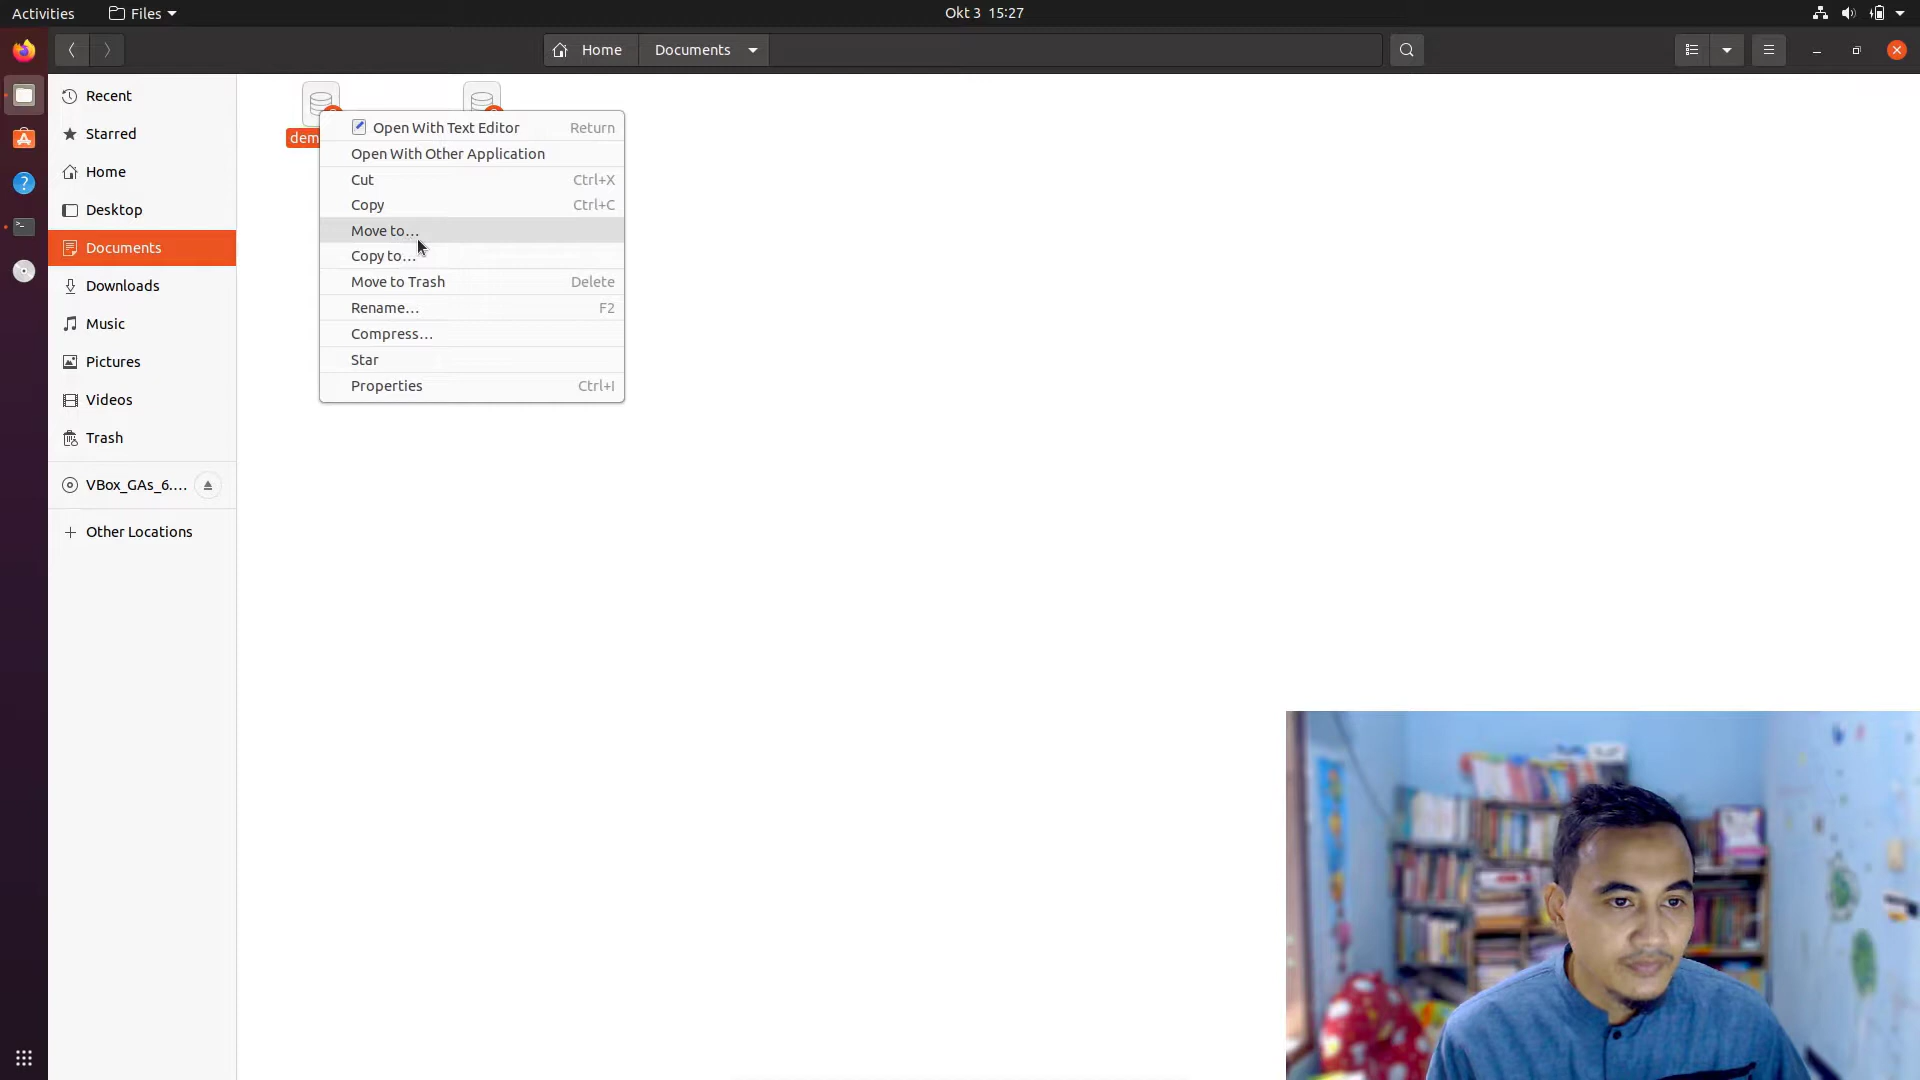 Activities
Files
Okt 3 15:27
Home
Documents
Recent
Starred
Home
Desktop
Documents
Downloads
Music
Pictures
Videos
Trash
VBox_GAs_6....
Other Locations
dem
Open With Text Editor Return
Open With Other Application
Cut Ctrl+X
Copy Ctrl+C
Move to…
Copy to…
Move to Trash Delete
Rename… F2
Compress…
Star
Properties Ctrl+I